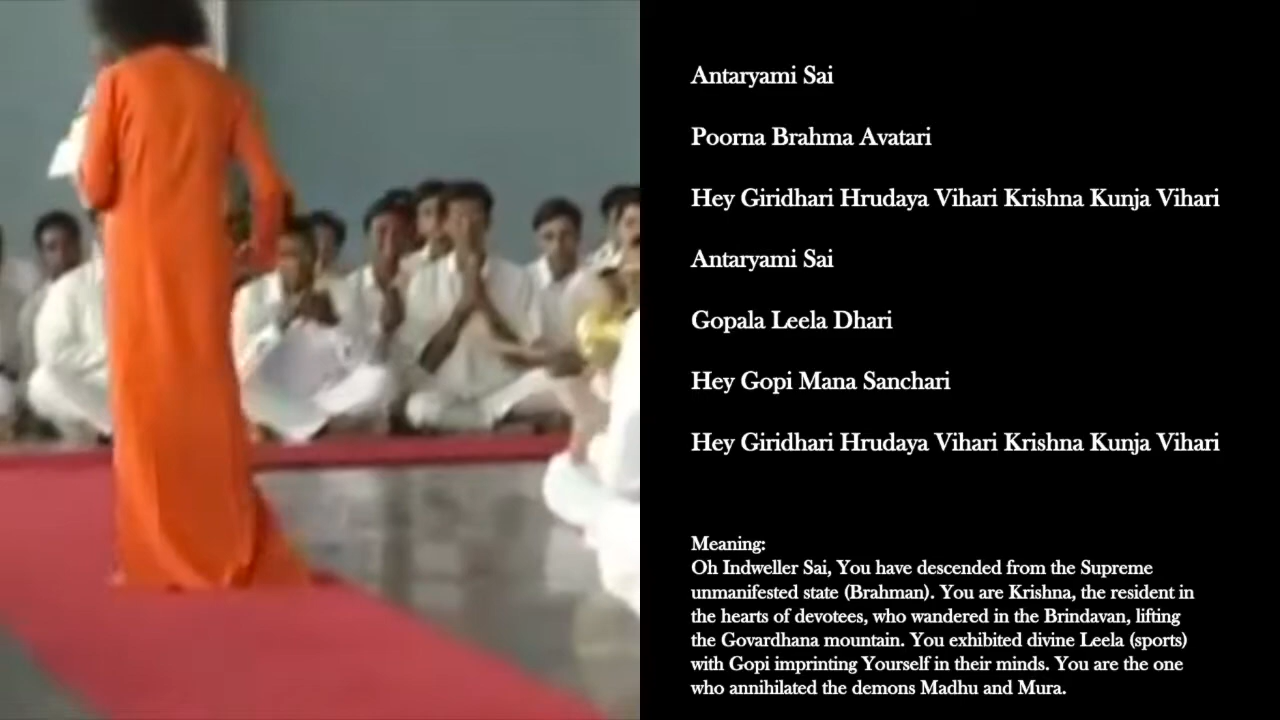 Antaryami Sai
Poorna Brahma Avatari
Hey Giridhari Hrudaya Vihari Krishna Kunja Vihari
Antaryami Sai
Gopala Leela Dhari
Hey Gopi Mana Sanchari
Hey Giridhari Hrudaya Vihari Krishna Kunja Vihari
Meaning:
Oh Indweller Sai, You have descended from the Supreme
unmanifested state (Brahman). You are Krishna, the resident in
the hearts of devotees, who wandered in the Brindavan, lifting
the Govardhana mountain. You exhibited divine Leela (sports)
with Gopi imprinting Yourself in their minds. You are the one
who annihilated the demons Madhu and Mura.